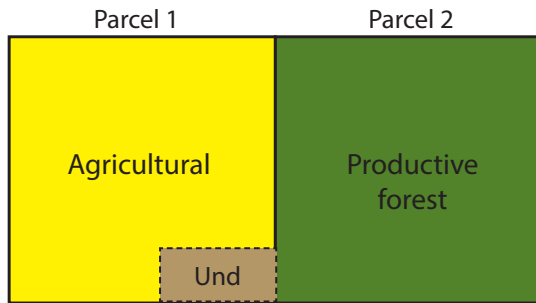 Parcel 1
Parcel 2
Agricultural
Productive
forest
Und